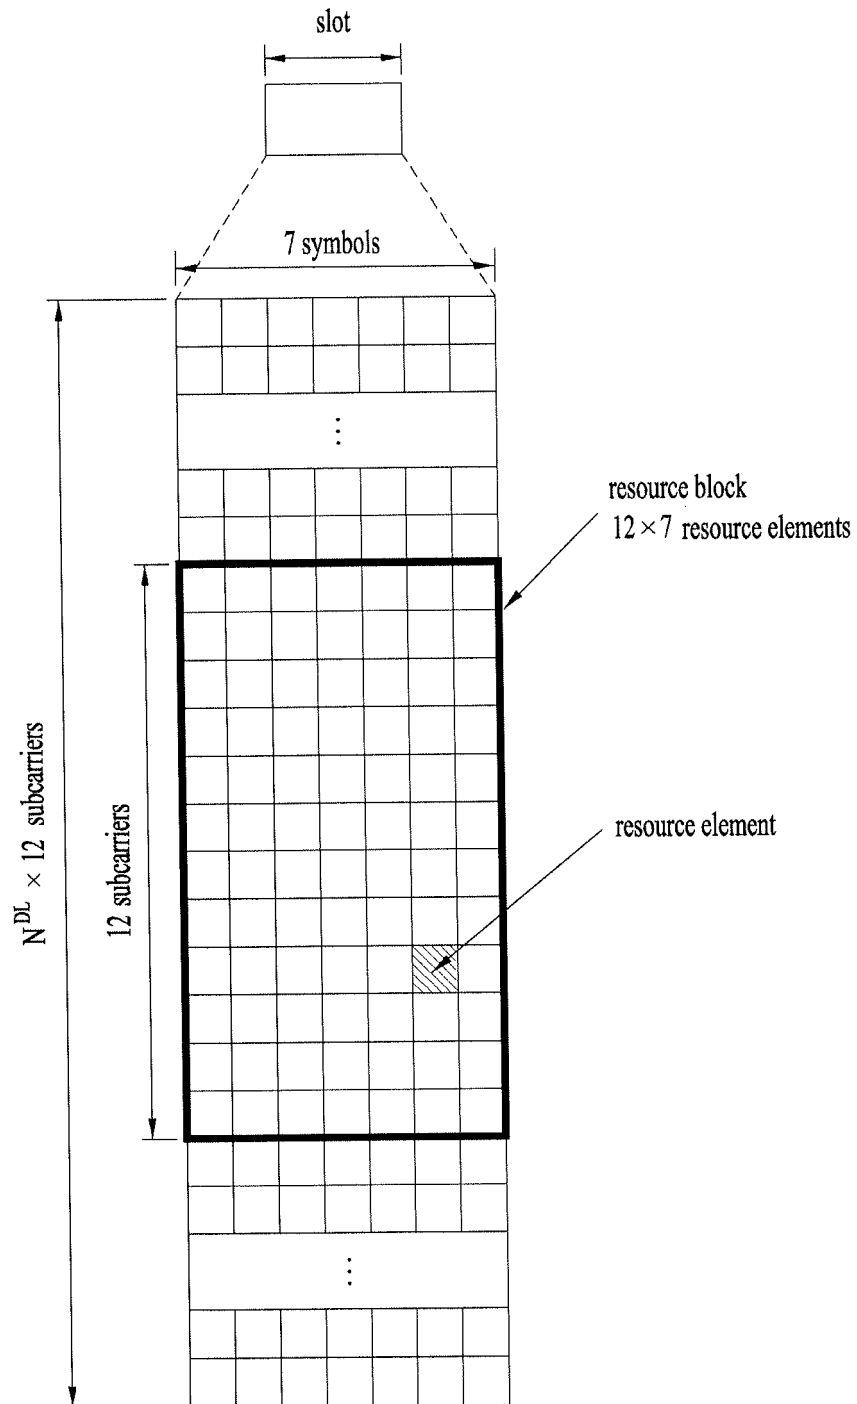 slot
7 symbols
resource block
12 × 7 resource elements
N^DL × 12 subcarriers
12 subcarriers
resource element